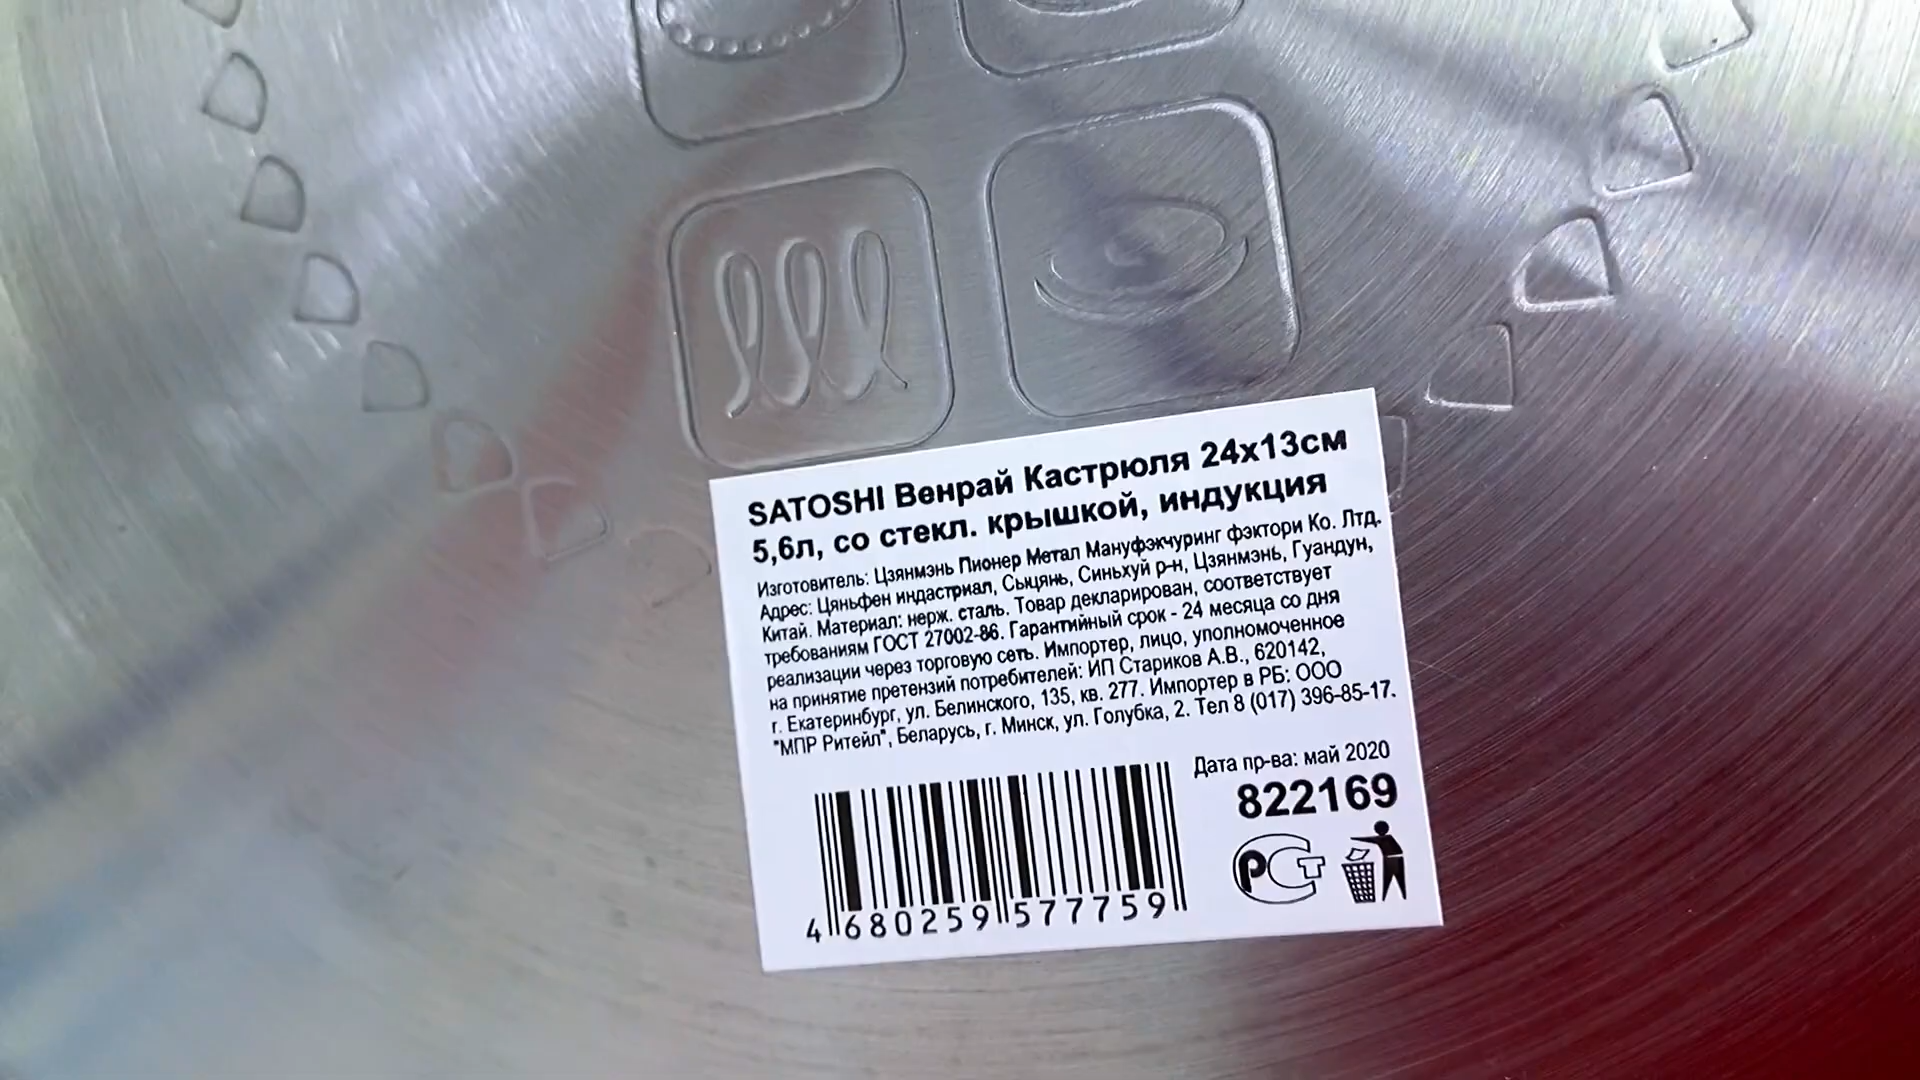 SATOSHI Венрай Кастрюля 24х13см
5,6л, со стекл. крышкой, индукция
Изготовитель: Цзянмэнь Пионер Метал Мануфэкчуринг фэктори Ко. Лтд.
Адрес: Цяньфен индастриал, Сыцянь, Синьхуй р-н, Цзянмэнь, Гуандун,
Китай. Материал: нерж. сталь. Товар декларирован, соответствует
требованиям ГОСТ 27002-86. Гарантийный срок - 24 месяца со дня
реализации через торговую сеть. Импортер, лицо, уполномоченное
на принятие претензий потребителей: ИП Стариков А.В., 620142,
г. Екатеринбург, ул. Белинского, 135, кв. 277. Импортер в РБ: ООО
"МПР Ритейл", Беларусь, г. Минск, ул. Голубка, 2. Тел 8 (017) 396-85-17.
Дата пр-ва: май 2020
822169
РСТ
4 680259 577759